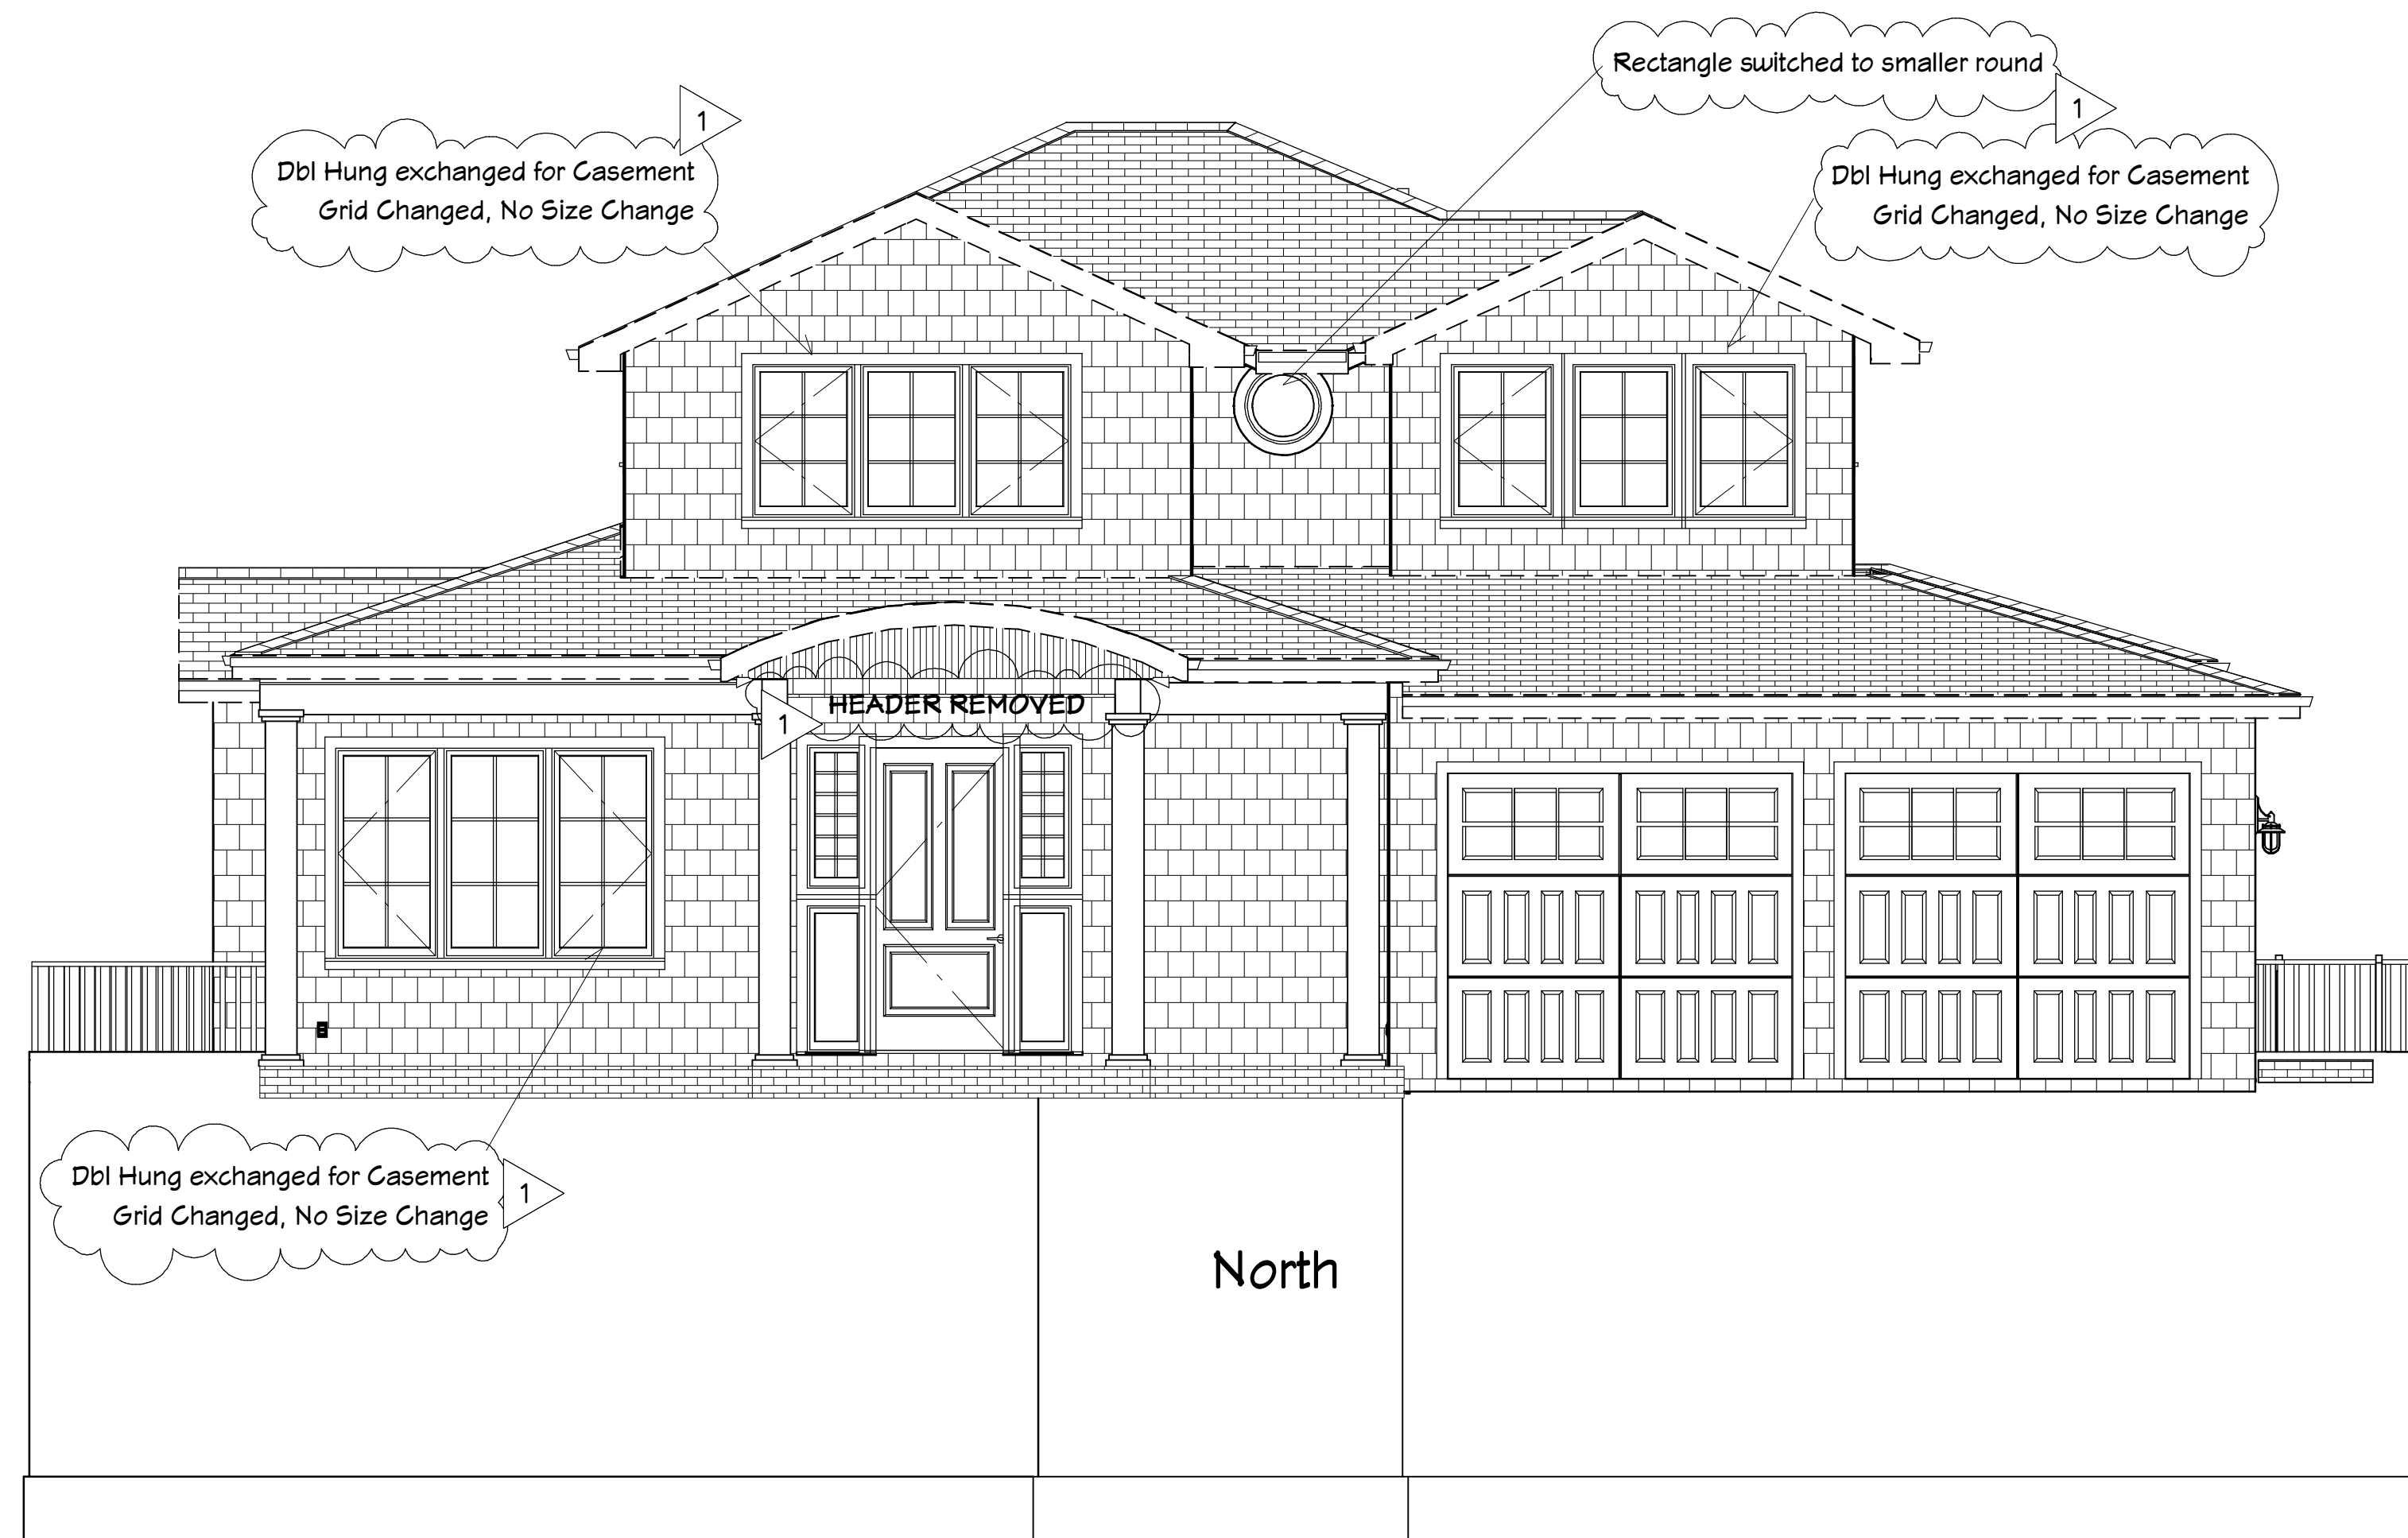 Rectangle switched to smaller round
1
1
Dbl Hung exchanged for Casement
Grid Changed, No Size Change
Dbl Hung exchanged for Casement
Grid Changed, No Size Change
HEADER REMOVED
1
Dbl Hung exchanged for Casement
Grid Changed, No Size Change
1
North